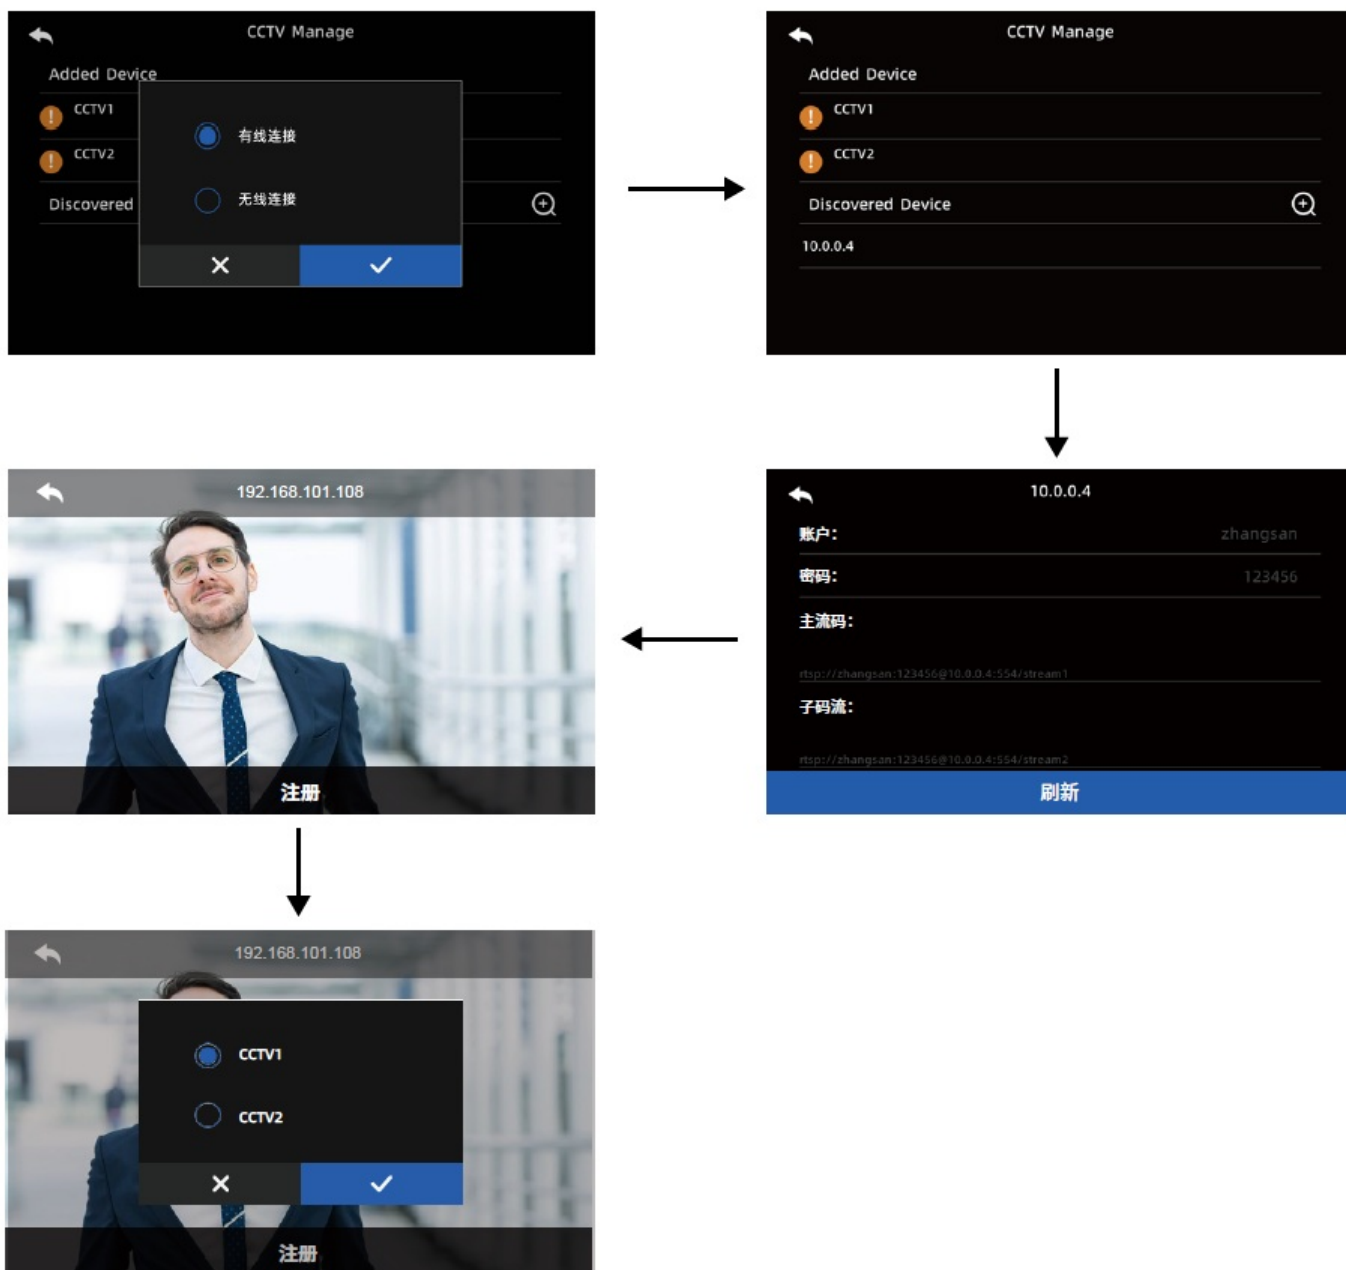 CCTV Manage
Added Device
CCTV1
CCTV2
Discovered
有线连接
无线连接
CCTV Manage
Added Device
CCTV1
CCTV2
Discovered Device
10.0.0.4
10.0.0.4
账户：
zhangsan
密码：
123456
主流码：
rtsp://zhangsan:123456@10.0.0.4:554/stream1
子码流：
rtsp://zhangsan:123456@10.0.0.4:554/stream2
刷新
192.168.101.108
注册
192.168.101.108
CCTV1
CCTV2
注册